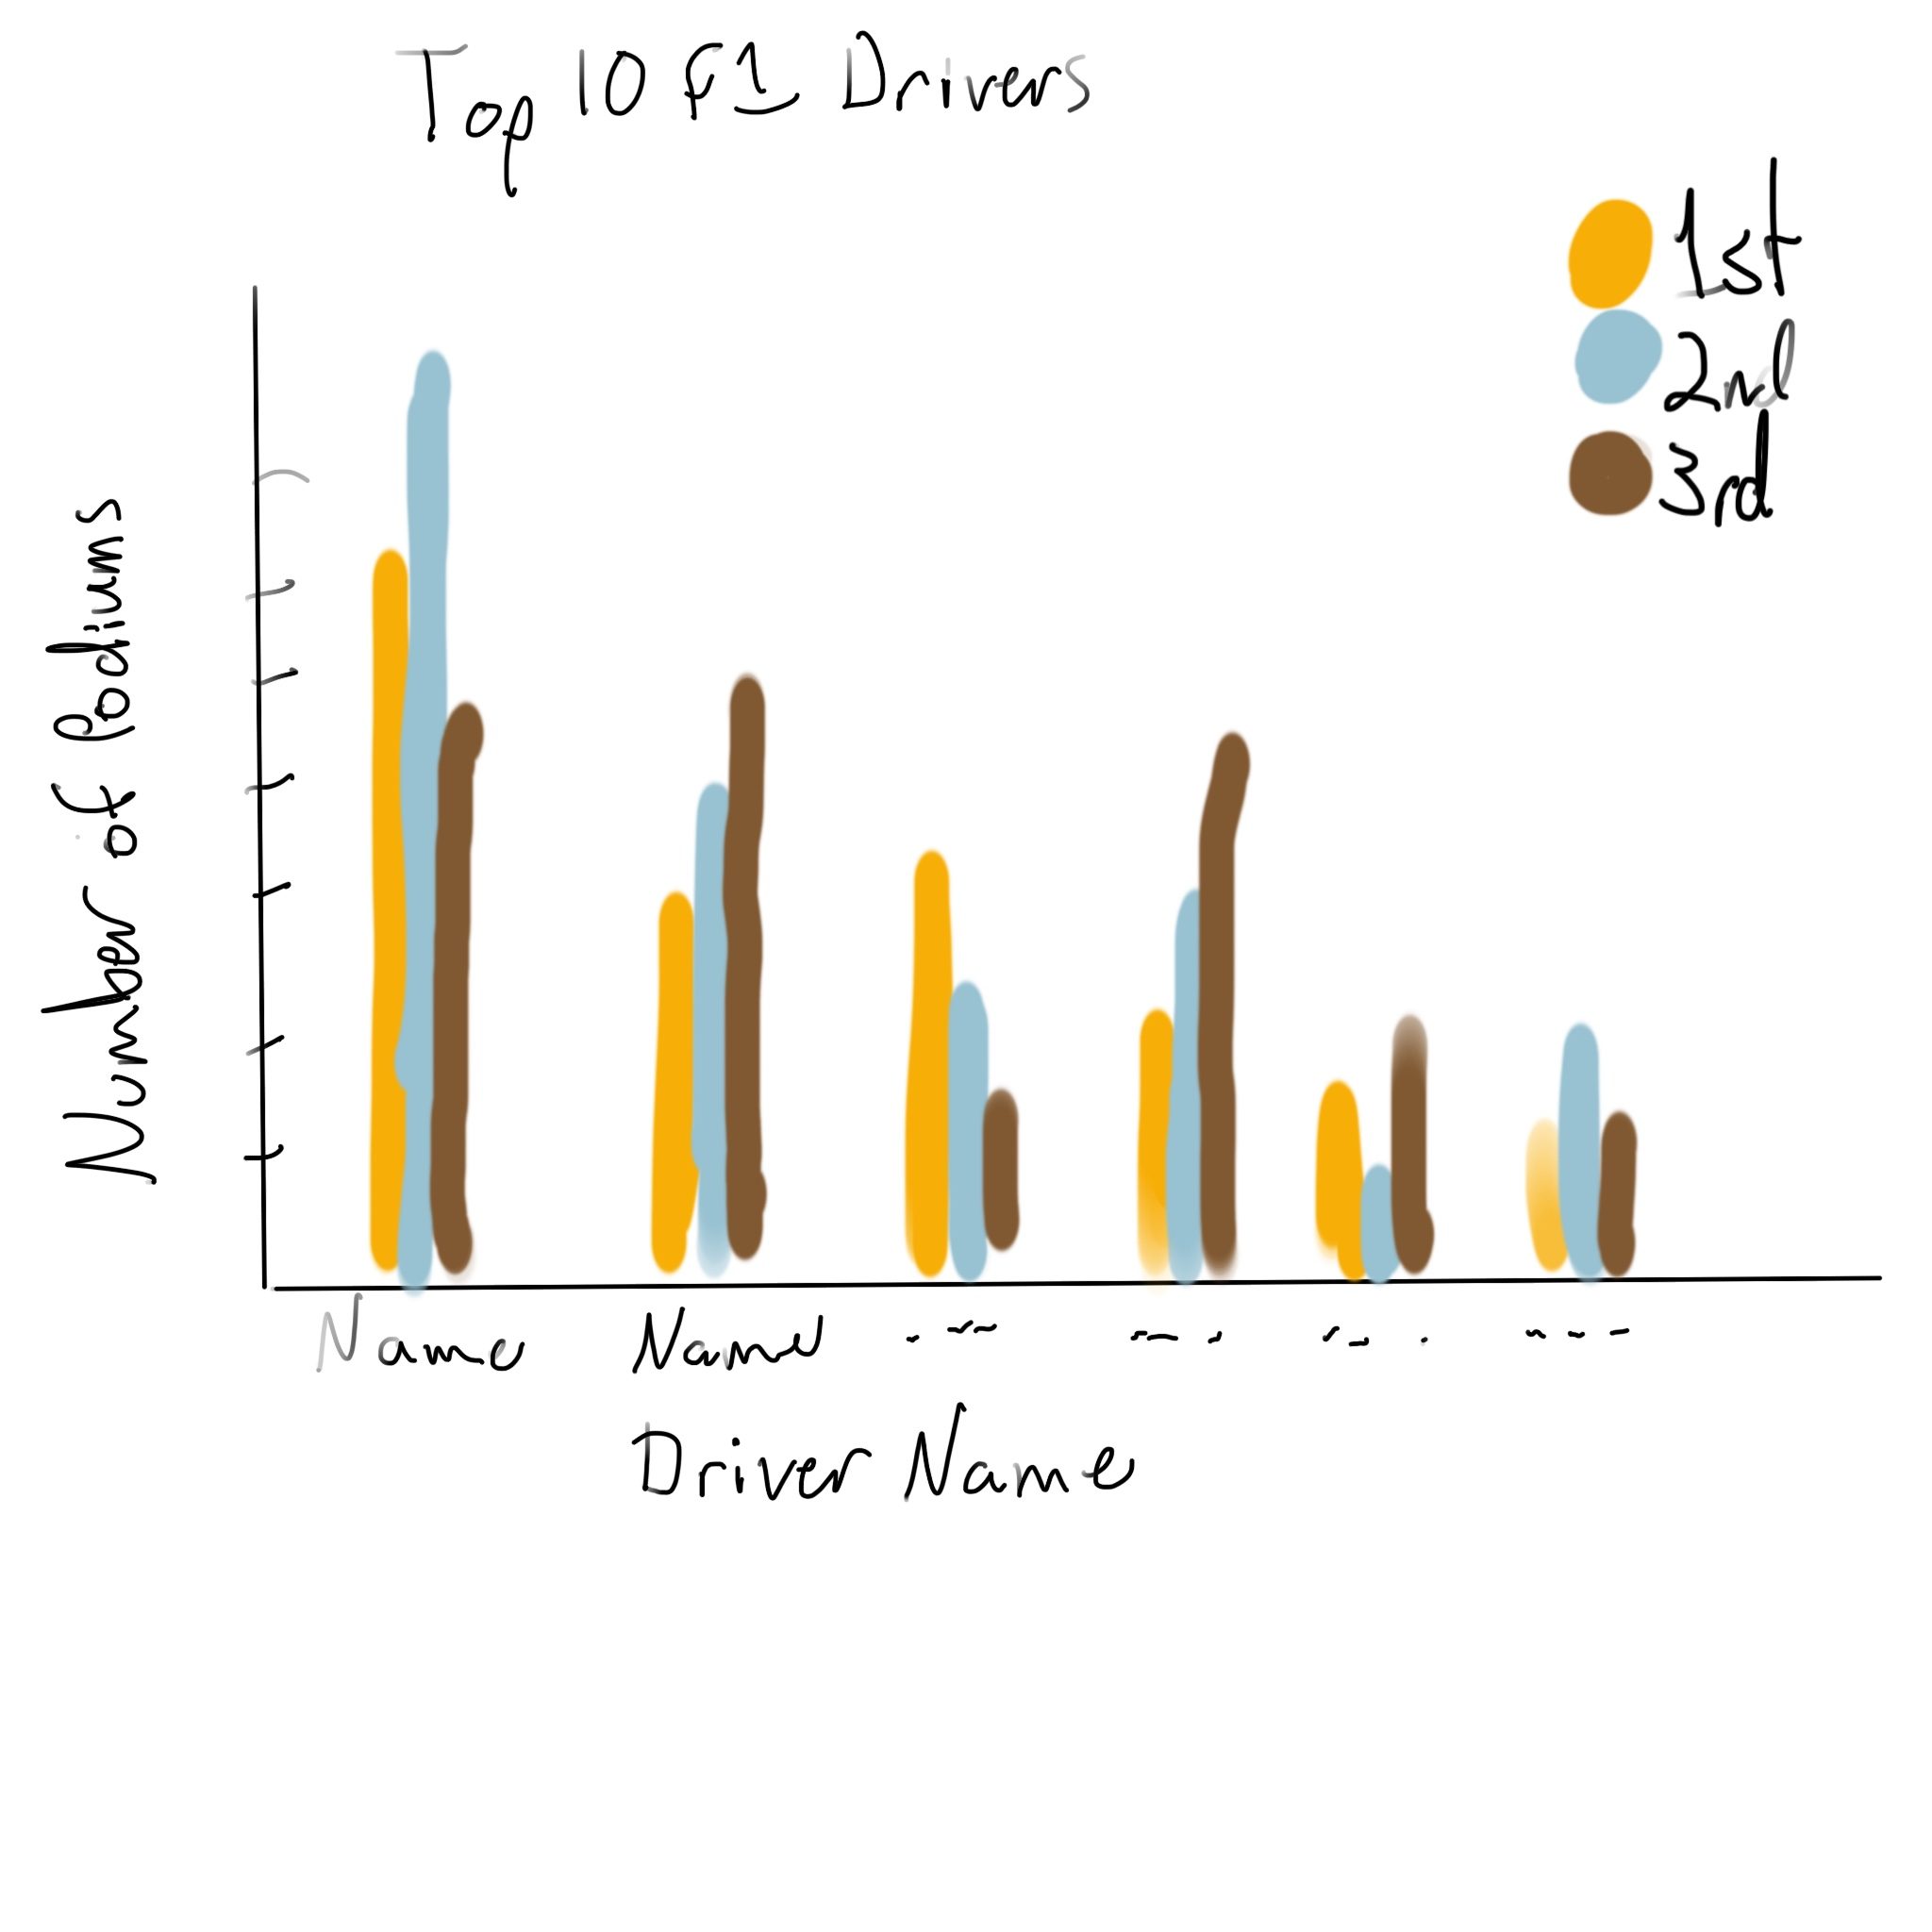 Top 10 F1 Drivers
1st
2nd
3rd
Number of Podiums
Name Name --- --- --- ---
Driver Name